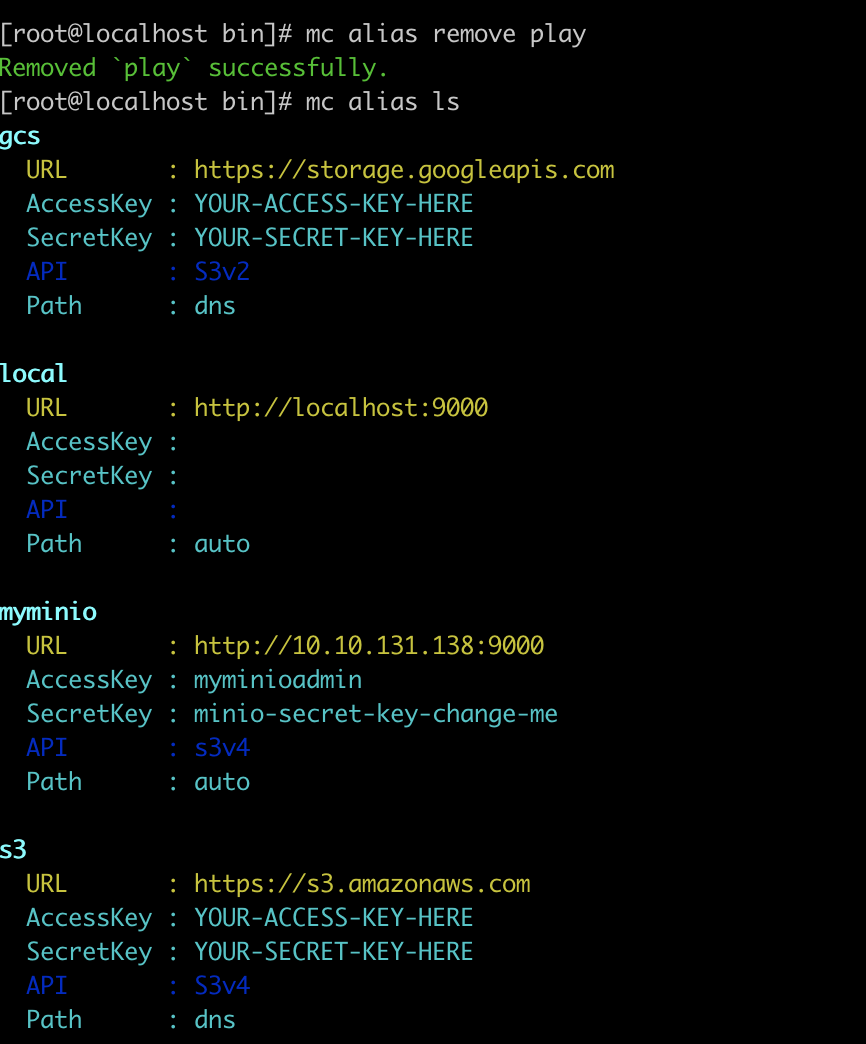 [root@localhost bin]# mc alias remove play
Removed `play` successfully.
[root@localhost bin]# mc alias ls
gcs
  URL       : https://storage.googleapis.com
  AccessKey : YOUR-ACCESS-KEY-HERE
  SecretKey : YOUR-SECRET-KEY-HERE
  API       : S3v2
  Path      : dns

local
  URL       : http://localhost:9000
  AccessKey :
  SecretKey :
  API       :
  Path      : auto

myminio
  URL       : http://10.10.131.138:9000
  AccessKey : myminioadmin
  SecretKey : minio-secret-key-change-me
  API       : s3v4
  Path      : auto

s3
  URL       : https://s3.amazonaws.com
  AccessKey : YOUR-ACCESS-KEY-HERE
  SecretKey : YOUR-SECRET-KEY-HERE
  API       : S3v4
  Path      : dns